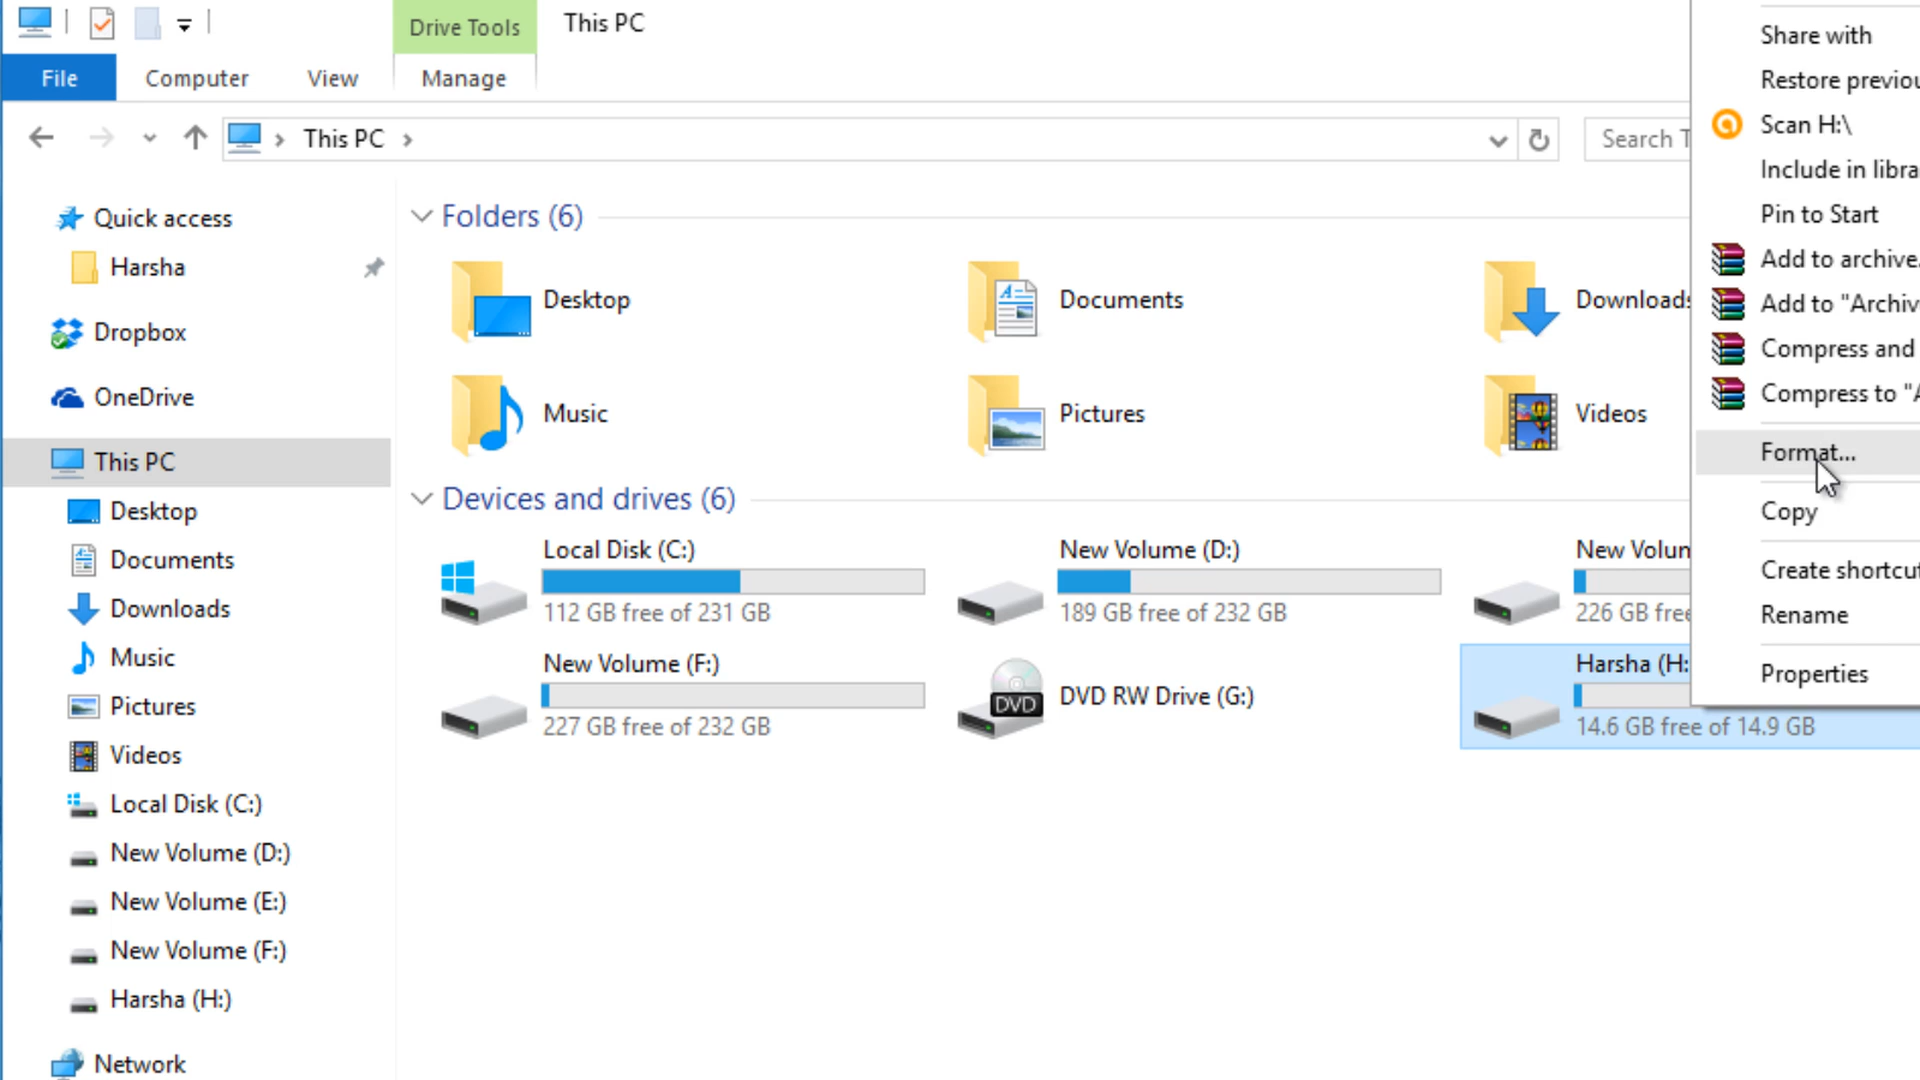 Drive Tools
This PC
File
Computer
View
Manage
This PC
Search T
Quick access
Harsha
Dropbox
OneDrive
This PC
Desktop
Documents
Downloads
Music
Pictures
Videos
Local Disk (C:)
New Volume (D:)
New Volume (E:)
New Volume (F:)
Harsha (H:)
Network
Folders (6)
Desktop
Documents
Downloads
Music
Pictures
Videos
Devices and drives (6)
Local Disk (C:)
112 GB free of 231 GB
New Volume (D:)
189 GB free of 232 GB
New Volum
226 GB free
New Volume (F:)
227 GB free of 232 GB
DVD
DVD RW Drive (G:)
Harsha (H:
14.6 GB free of 14.9 GB
Share with
Restore previou
Scan H:\
Include in libra
Pin to Start
Add to archive.
Add to "Archiv
Compress and
Compress to "A
Format...
Copy
Create shortcut
Rename
Properties